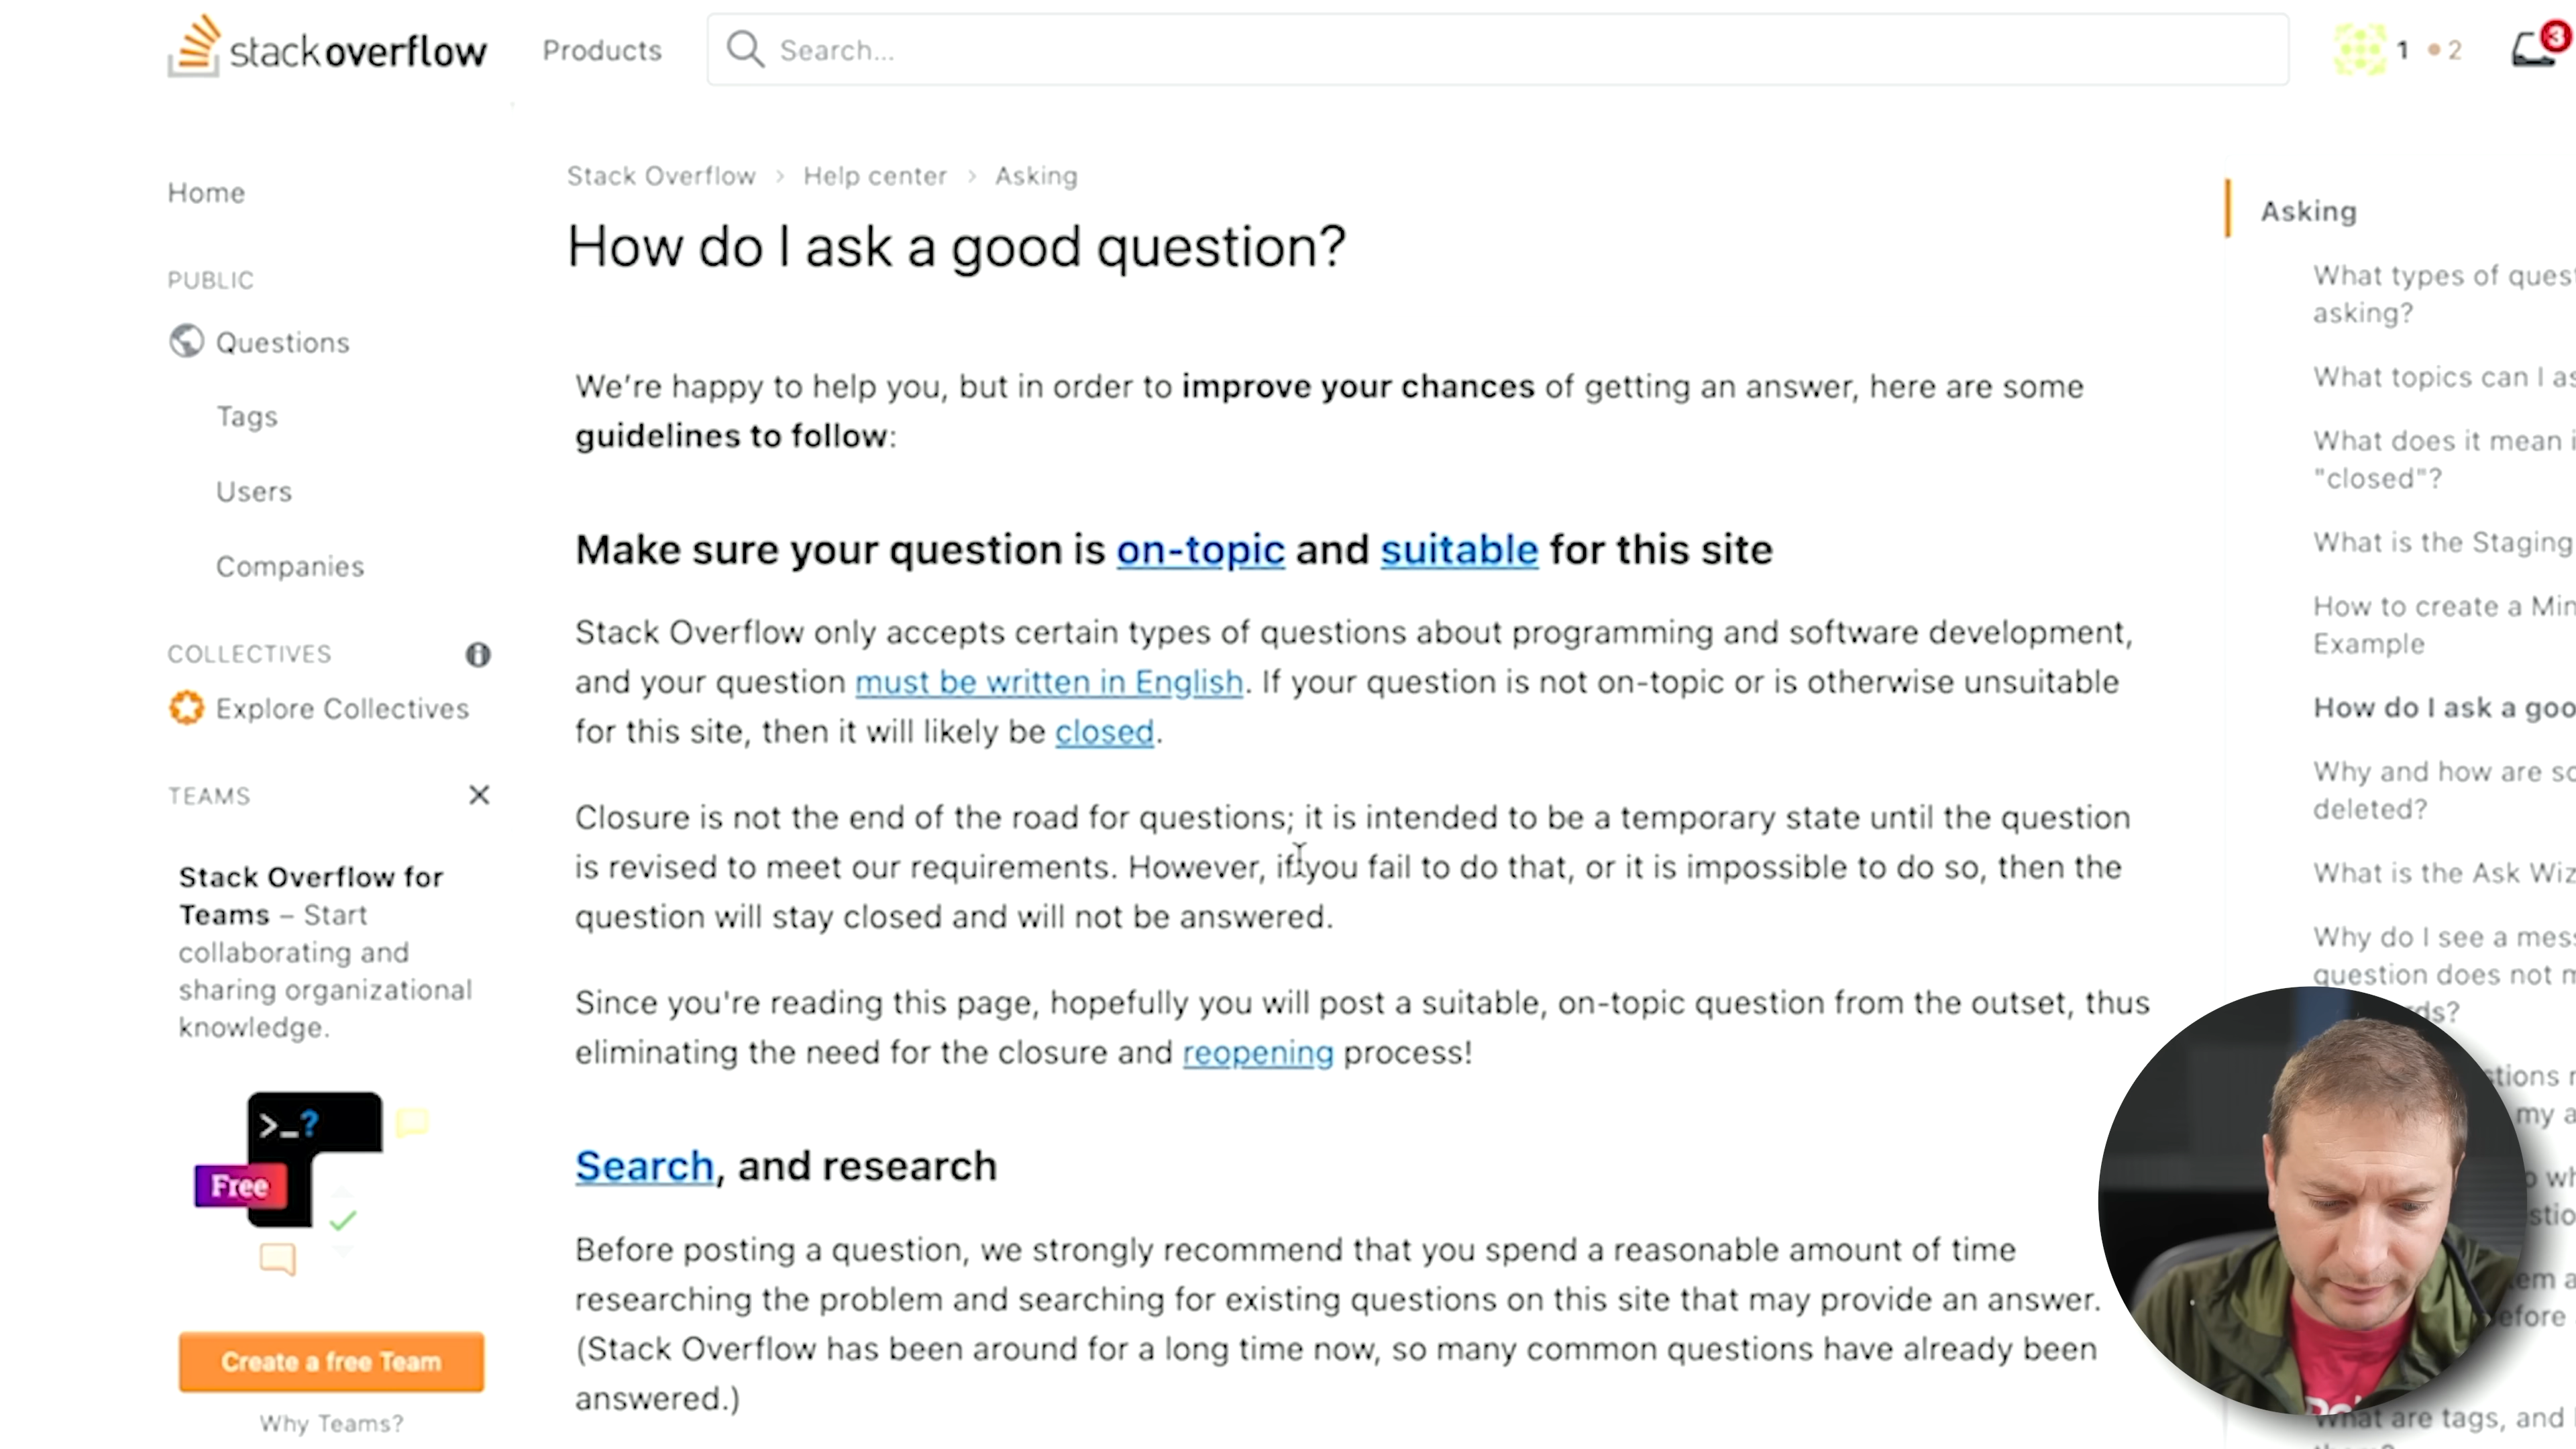 stackoverflow
Products
Search...
1 2
3
Home
PUBLIC
Questions
Tags
Users
Companies
COLLECTIVES
Explore Collectives
TEAMS
Stack Overflow for
Teams – Start
collaborating and
sharing organizational
knowledge.
>_?
Free
Create a free Team
Why Teams?
Stack Overflow > Help center > Asking
How do I ask a good question?
We're happy to help you, but in order to improve your chances of getting an answer, here are some
guidelines to follow:
Make sure your question is on-topic and suitable for this site
Stack Overflow only accepts certain types of questions about programming and software development,
and your question must be written in English. If your question is not on-topic or is otherwise unsuitable
for this site, then it will likely be closed.
Closure is not the end of the road for questions; it is intended to be a temporary state until the question
is revised to meet our requirements. However, if you fail to do that, or it is impossible to do so, then the
question will stay closed and will not be answered.
Since you're reading this page, hopefully you will post a suitable, on-topic question from the outset, thus
eliminating the need for the closure and reopening process!
Search, and research
Before posting a question, we strongly recommend that you spend a reasonable amount of time
researching the problem and searching for existing questions on this site that may provide an answer.
(Stack Overflow has been around for a long time now, so many common questions have already been
answered.)
Asking
What types of
asking?
What topics can I
What does it mean
"closed"?
What is the Staging
How to create a
Example
How do I ask a
Why and how are
deleted?
What is the Ask
Why do I see a
question does not
my
What are tags, and